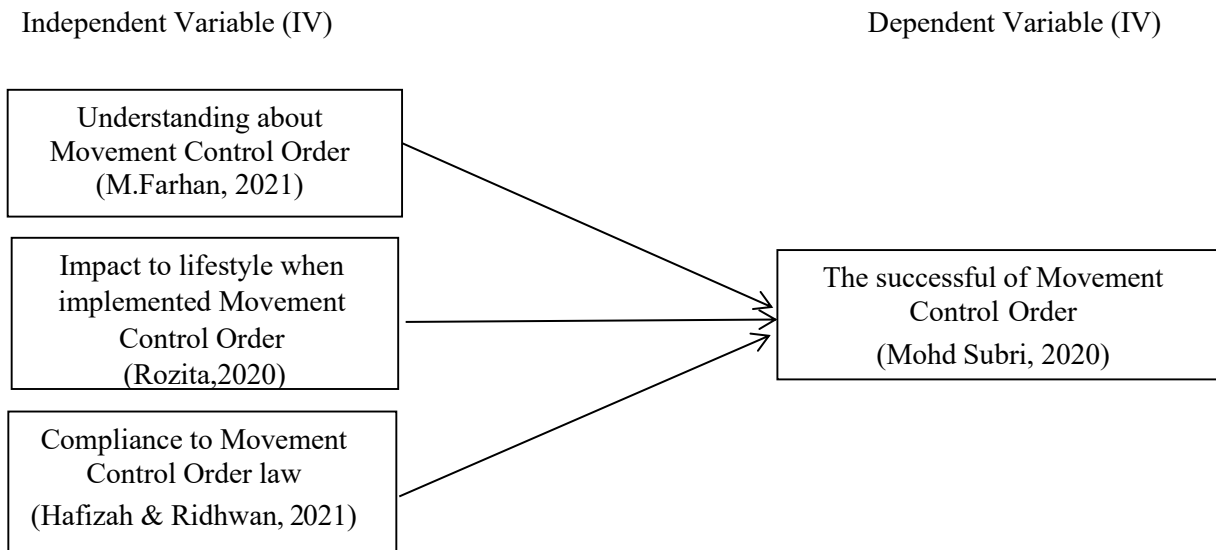 Independent Variable (IV)
Dependent Variable (IV)
Understanding about
Movement Control Order
(M.Farhan, 2021)
Impact to lifestyle when
implemented Movement
Control Order
(Rozita,2020)
Compliance to Movement
Control Order law
(Hafizah & Ridhwan, 2021)
The successful of Movement
Control Order
(Mohd Subri, 2020)